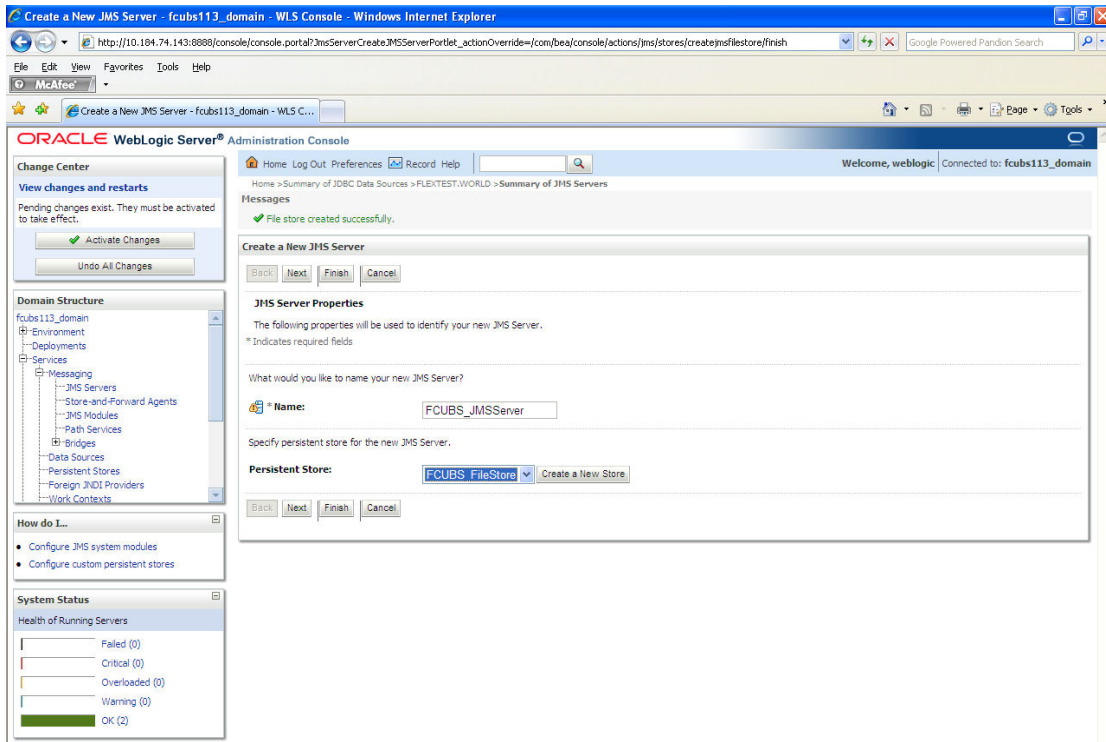 Create a New JMS Server - fcubs113_domain - WLS Console - Windows Internet Explorer
http://10.184.74.143:8888/console/console.portal?JmsServerCreateJMSServerPortlet_actionOverride=/com/bea/console/actions/jms/stores/createjmsfilestore/finish
Google Powered Pandion Search
File Edit View Favorites Tools Help
McAfee
Create a New JMS Server - fcubs113_domain - WLS C...
Page Tools
ORACLE WebLogic Server® Administration Console
Change Center
View changes and restarts
Pending changes exist. They must be activated
to take effect.
Activate Changes
Undo All Changes
Domain Structure
fcubs113_domain
Environment
Deployments
Services
Messaging
JMS Servers
Store-and-Forward Agents
JMS Modules
Path Services
Bridges
Data Sources
Persistent Stores
Foreign JNDI Providers
Work Contexts
How do I...
Configure JMS system modules
Configure custom persistent stores
System Status
Health of Running Servers
Failed (0)
Critical (0)
Overloaded (0)
Warning (0)
OK (2)
Home Log Out Preferences Record Help
Welcome, weblogic Connected to: fcubs113_domain
Home >Summary of JDBC Data Sources >FLEXTEST.WORLD >Summary of JMS Servers
Messages
File store created successfully.
Create a New JMS Server
Back Next Finish Cancel
JMS Server Properties
The following properties will be used to identify your new JMS Server.
* Indicates required fields
What would you like to name your new JMS Server?
* Name: FCUBS_JMSServer
Specify persistent store for the new JMS Server.
Persistent Store: FCUBS_FileStore Create a New Store
Back Next Finish Cancel